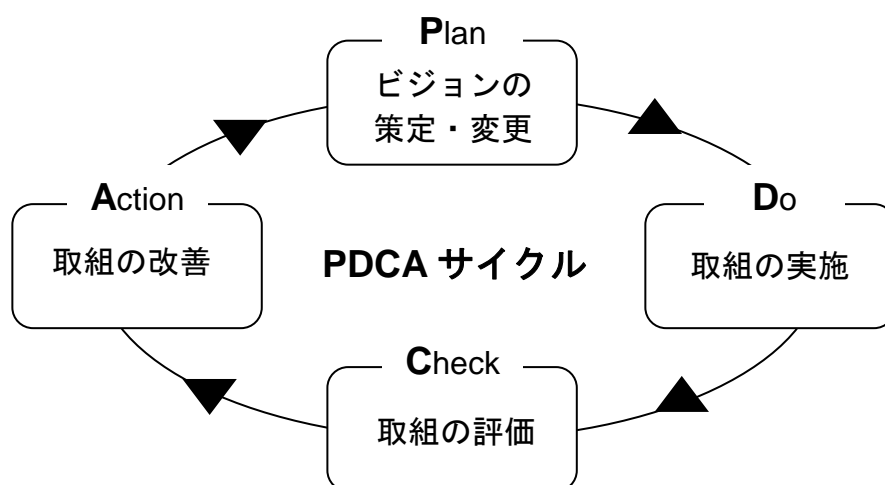 Plan
ビジョンの
策定・変更
Action
取組の改善
PDCA サイクル
Do
取組の実施
Check
取組の評価